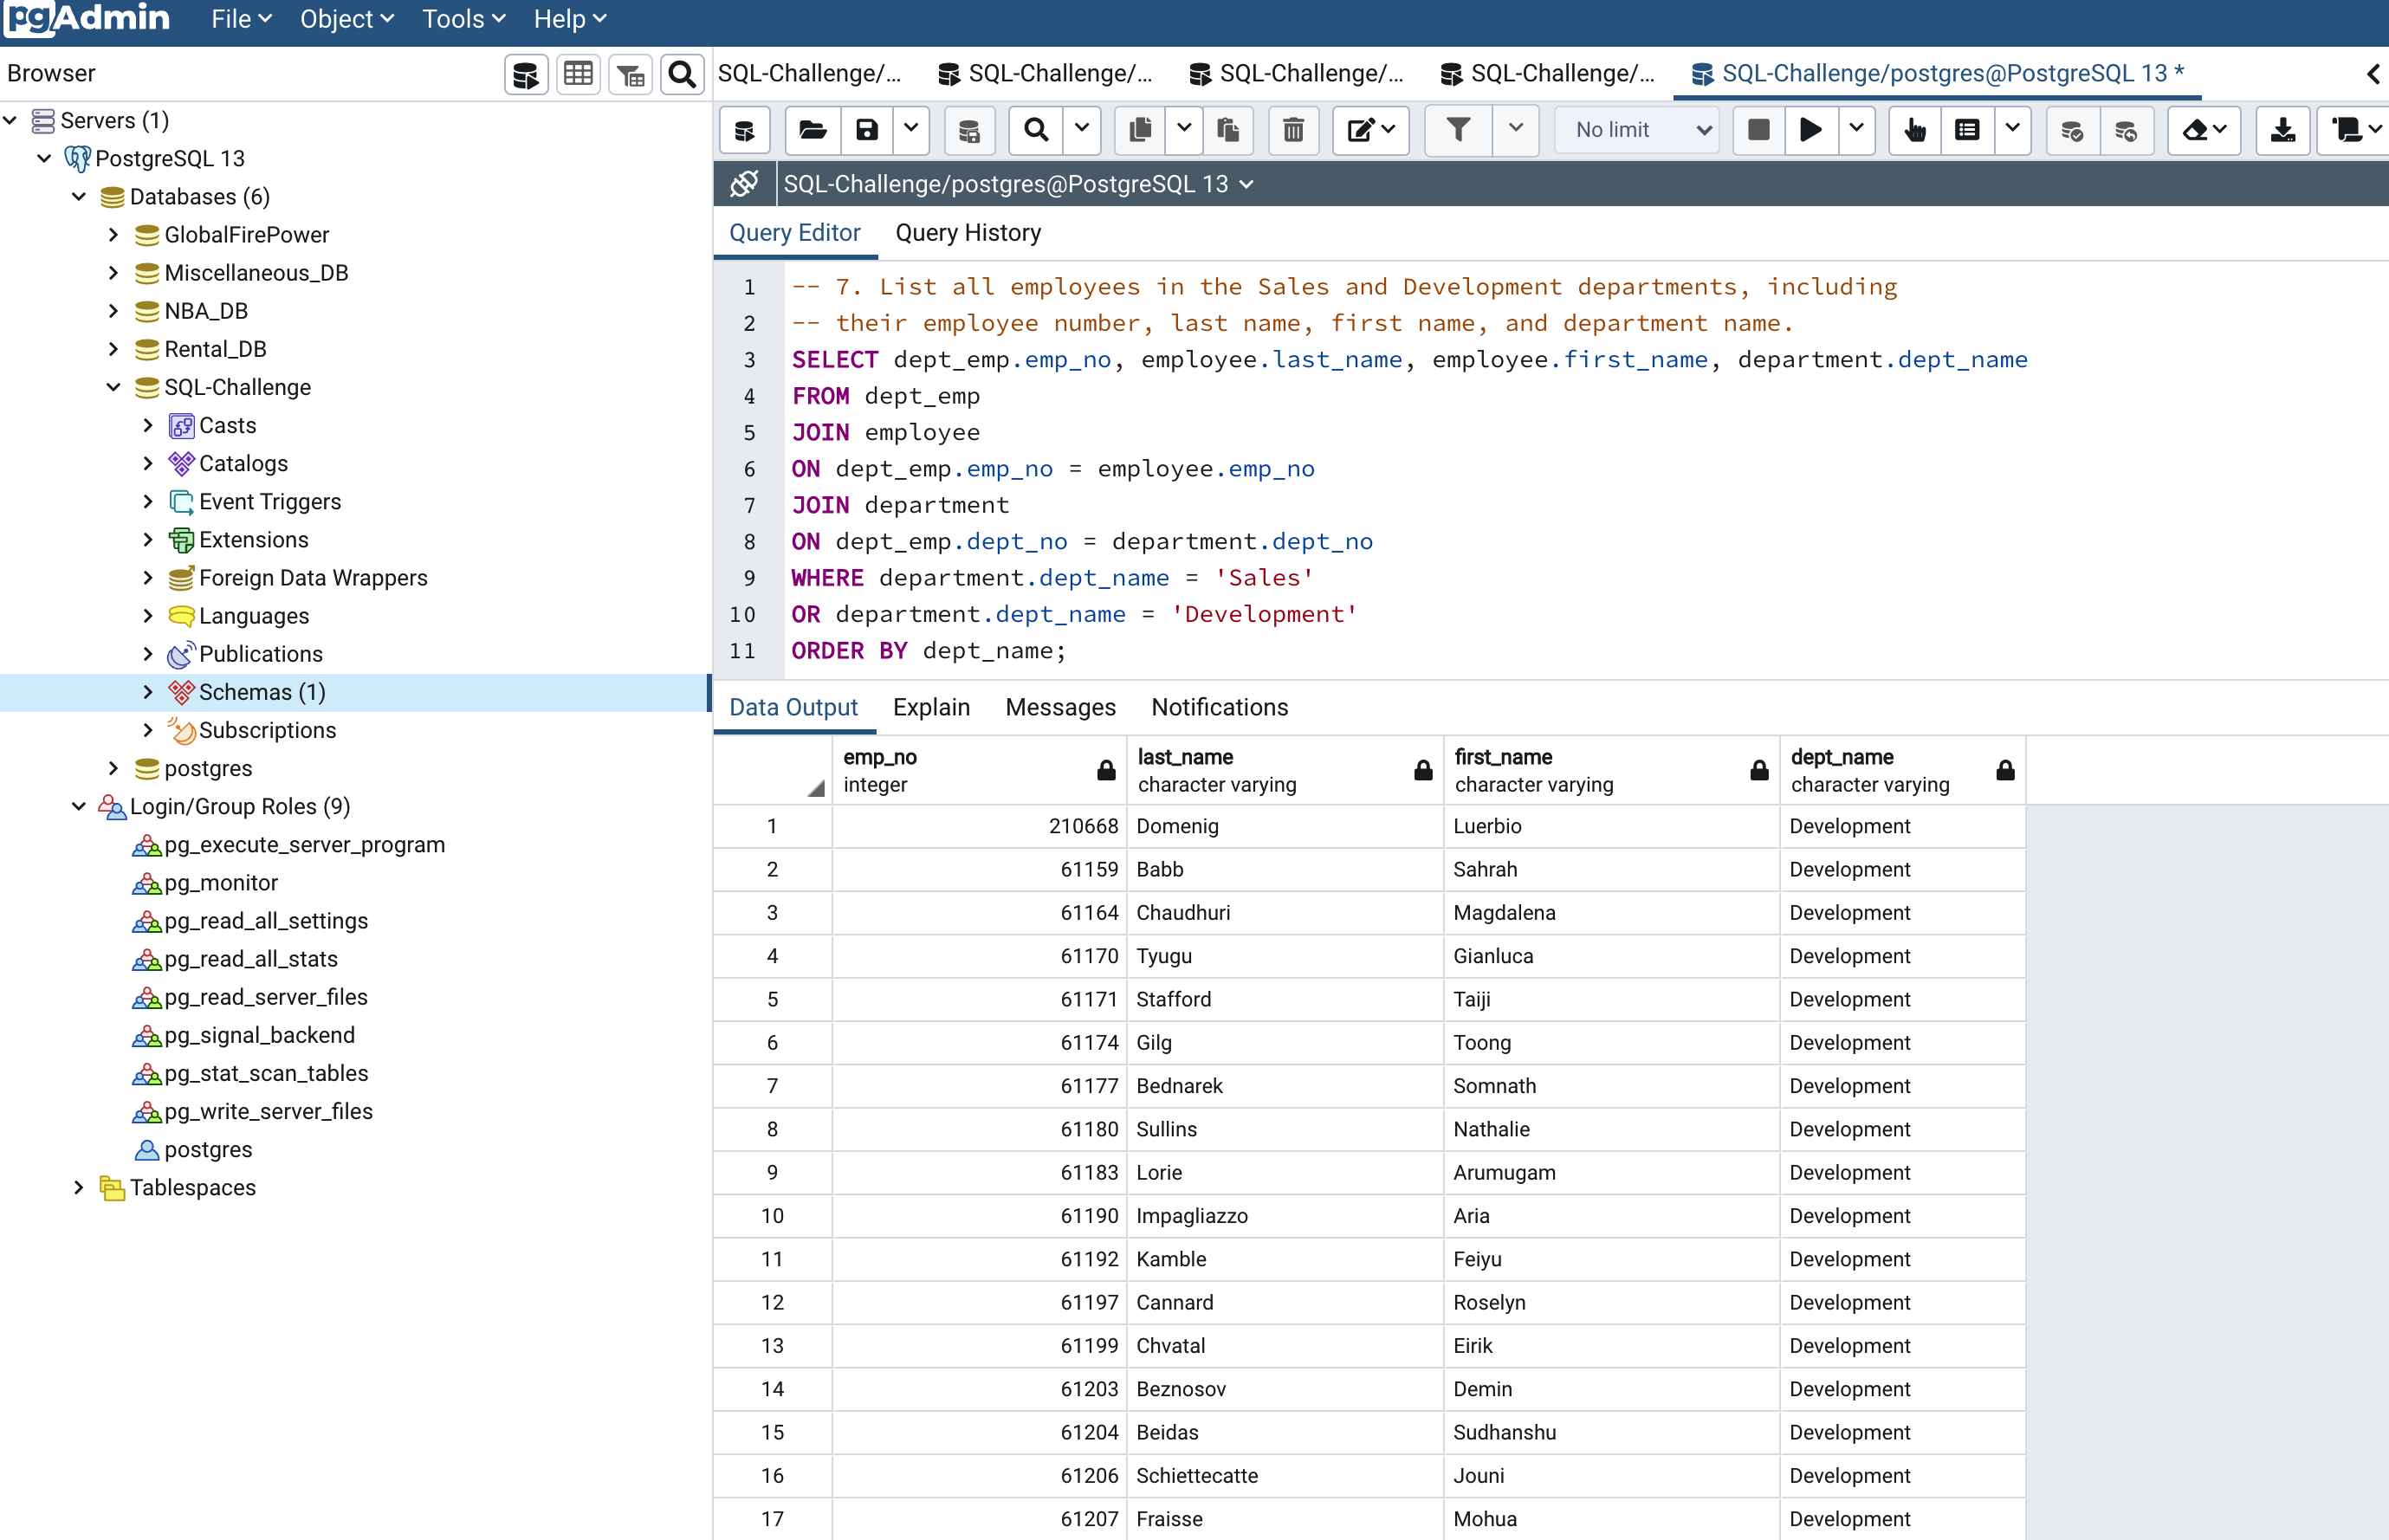 pgAdmin File Object Tools Help
Browser
Servers (1)
PostgreSQL 13
Databases (6)
GlobalFirePower
Miscellaneous_DB
NBA_DB
Rental_DB
SQL-Challenge
Casts
Catalogs
Event Triggers
Extensions
Foreign Data Wrappers
Languages
Publications
Schemas (1)
Subscriptions
postgres
Login/Group Roles (9)
pg_execute_server_program
pg_monitor
pg_read_all_settings
pg_read_all_stats
pg_read_server_files
pg_signal_backend
pg_stat_scan_tables
pg_write_server_files
postgres
Tablespaces
SQL-Challenge/... SQL-Challenge/... SQL-Challenge/... SQL-Challenge/... SQL-Challenge/postgres@PostgreSQL 13 *
No limit
SQL-Challenge/postgres@PostgreSQL 13
Query Editor Query History
1 -- 7. List all employees in the Sales and Development departments, including
2 -- their employee number, last name, first name, and department name.
3 SELECT dept_emp.emp_no, employee.last_name, employee.first_name, department.dept_name
4 FROM dept_emp
5 JOIN employee
6 ON dept_emp.emp_no = employee.emp_no
7 JOIN department
8 ON dept_emp.dept_no = department.dept_no
9 WHERE department.dept_name = 'Sales'
10 OR department.dept_name = 'Development'
11 ORDER BY dept_name;
Data Output Explain Messages Notifications
emp_no last_name first_name dept_name
integer character varying character varying character varying
1 210668 Domenig Luerbio Development
2 61159 Babb Sahrah Development
3 61164 Chaudhuri Magdalena Development
4 61170 Tyugu Gianluca Development
5 61171 Stafford Taiji Development
6 61174 Gilg Toong Development
7 61177 Bednarek Somnath Development
8 61180 Sullins Nathalie Development
9 61183 Lorie Arumugam Development
10 61190 Impagliazzo Aria Development
11 61192 Kamble Feiyu Development
12 61197 Cannard Roselyn Development
13 61199 Chvatal Eirik Development
14 61203 Beznosov Demin Development
15 61204 Beidas Sudhanshu Development
16 61206 Schiettecatte Jouni Development
17 61207 Fraisse Mohua Development